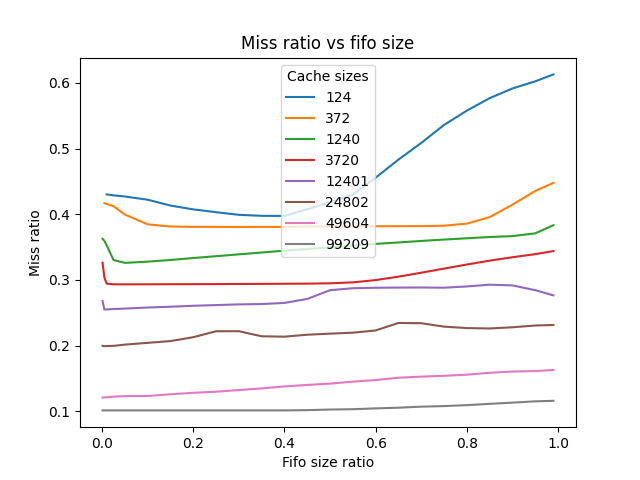 Miss ratio vs fifo size
Cache sizes
124
372
1240
3720
12401
24802
49604
99209
0.6
0.5
0.4
0.3
0.2
0.1
Miss ratio
0.0 0.2 0.4 0.6 0.8 1.0
Fifo size ratio